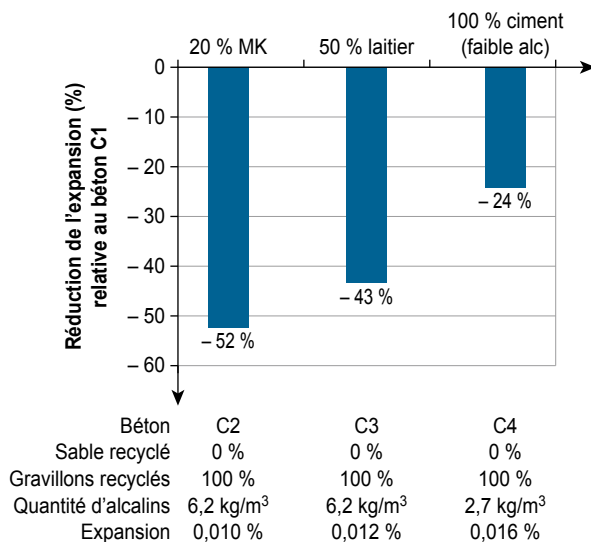 20 % MK
50 % laitier
100 % ciment
(faible alc)
Réduction de l'expansion (%)
relative au béton C1
0
– 10
– 20
– 30
– 40
– 50
– 60
– 52 %
– 43 %
– 24 %
Béton C2 C3 C4
Sable recyclé 0 % 0 % 0 %
Gravillons recyclés 100 % 100 % 100 %
Quantité d'alcalins 6,2 kg/m³ 6,2 kg/m³ 2,7 kg/m³
Expansion 0,010 % 0,012 % 0,016 %